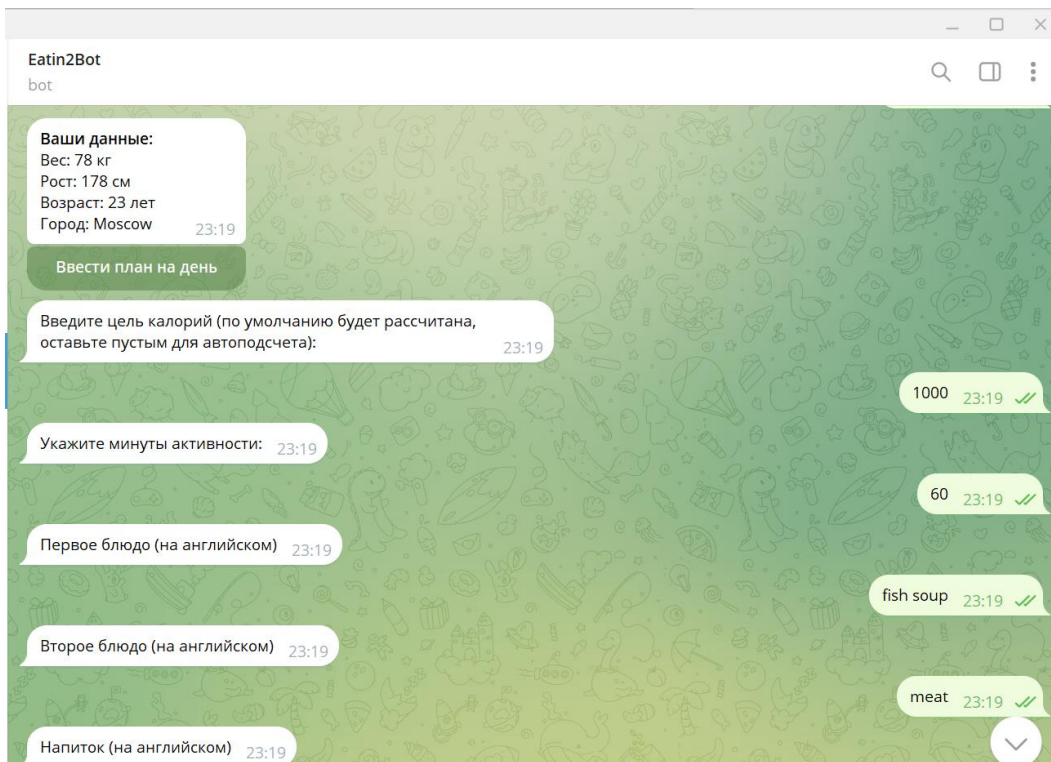 Eatin2Bot
bot
Ваши данные:
Вес: 78 кг
Рост: 178 см
Возраст: 23 лет
Город: Moscow 23:19
Ввести план на день
Введите цель калорий (по умолчанию будет рассчитана,
оставьте пустым для автоподсчета): 23:19
1000 23:19
Укажите минуты активности: 23:19
60 23:19
Первое блюдо (на английском) 23:19
fish soup 23:19
Второе блюдо (на английском) 23:19
meat 23:19
Напиток (на английском) 23:19